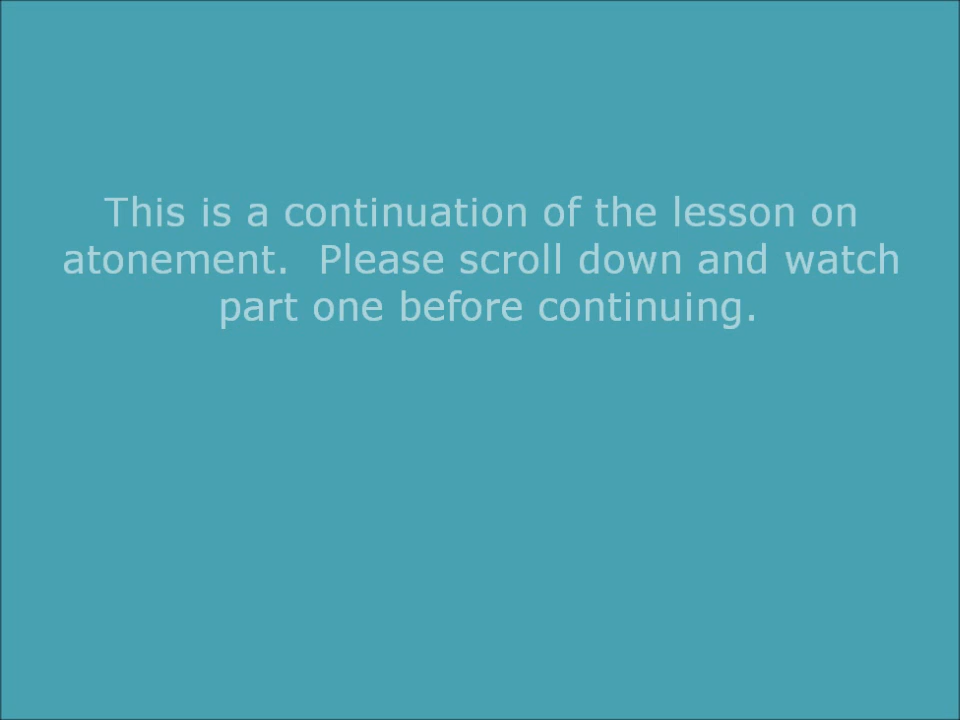 This is a continuation of the lesson on
atonement.  Please scroll down and watch
part one before continuing.